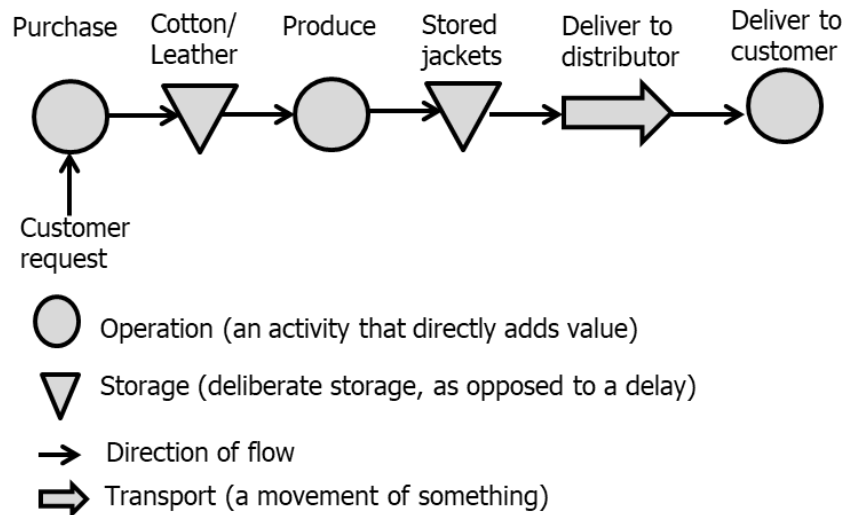 Purchase
Cotton/
Leather
Produce
Stored
jackets
Deliver to
distributor
Deliver to
customer
Customer
request
Operation (an activity that directly adds value)
Storage (deliberate storage, as opposed to a delay)
Direction of flow
Transport (a movement of something)